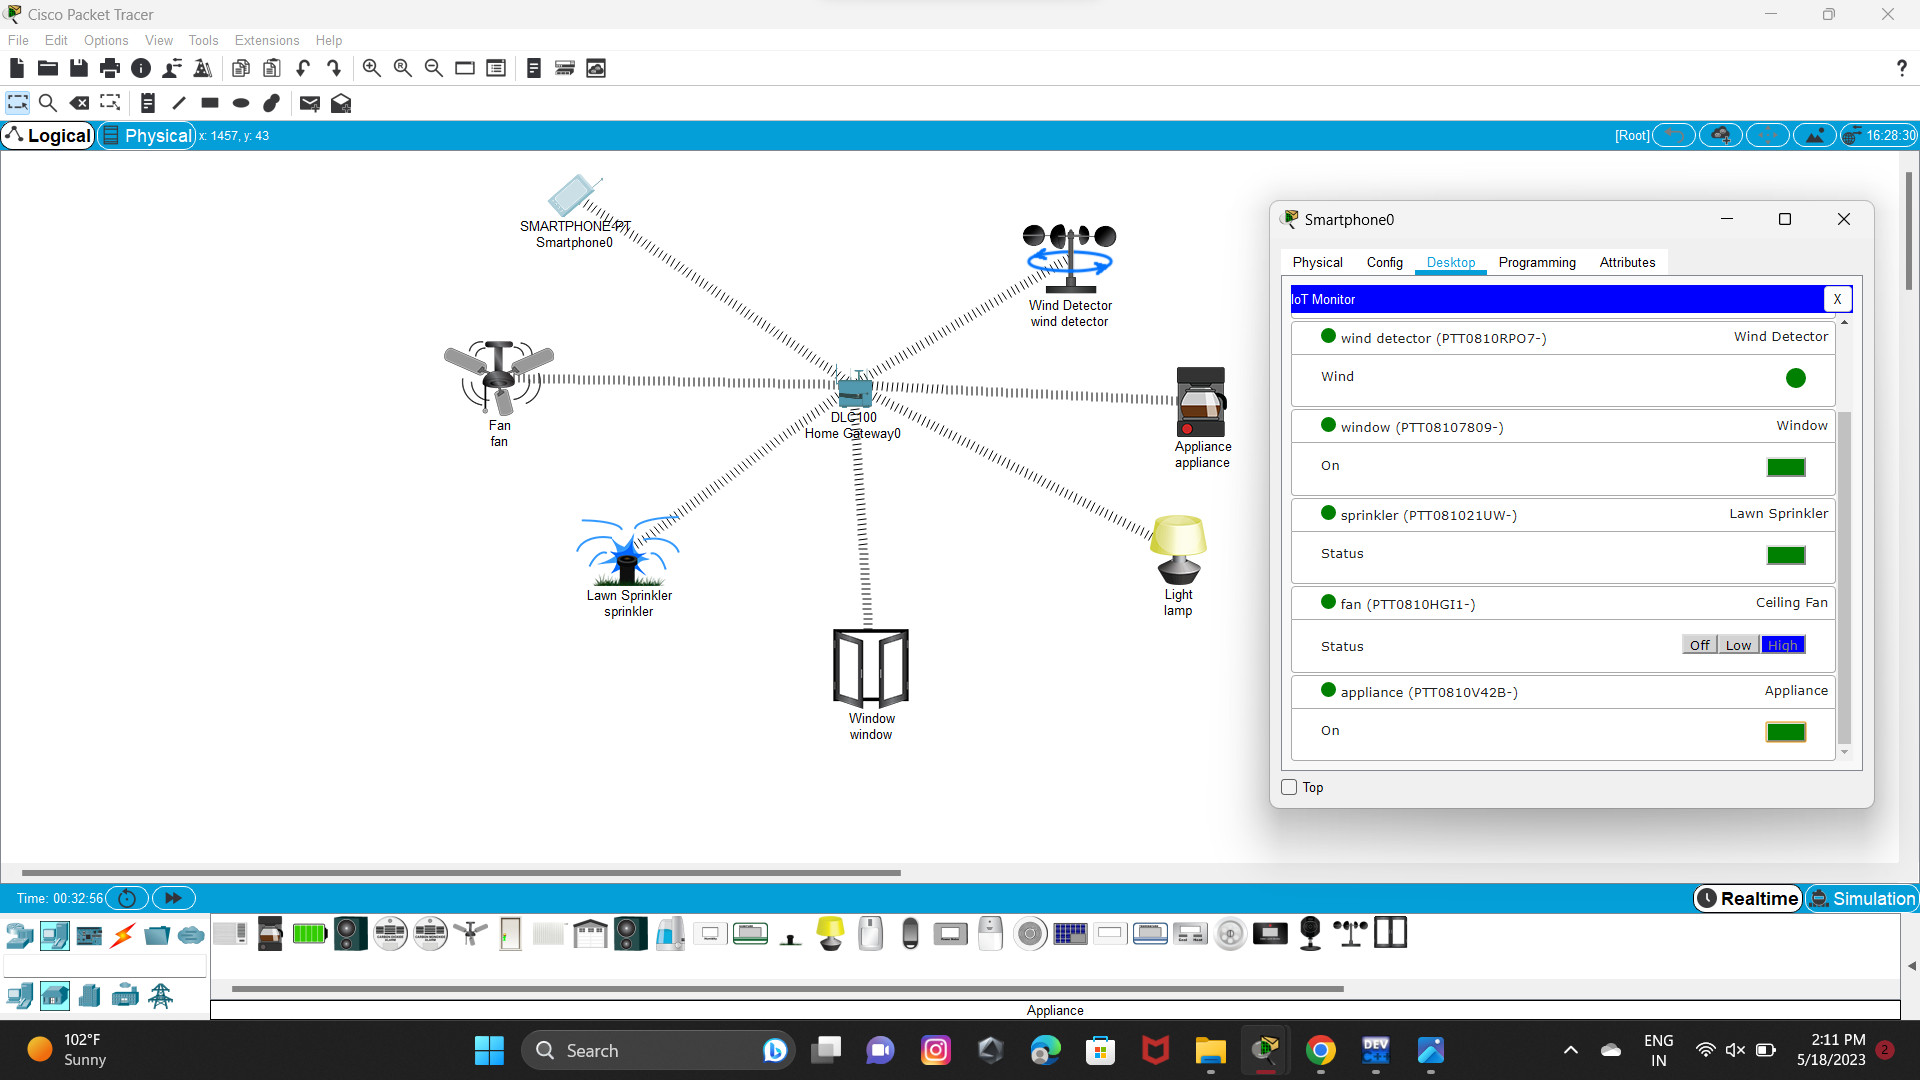 Cisco Packet Tracer
File Edit Options View Tools Extensions Help
?
Logical Physical x: 1457, y: 43 [Root] 16:28:30
SMARTPHONE-PT
Smartphone0
Wind Detector
wind detector
Fan
fan
DLC100
Home Gateway0
Appliance
appliance
Lawn Sprinkler
sprinkler
Light
lamp
Window
window
Smartphone0
Physical Config Desktop Programming Attributes
IoT Monitor X
wind detector (PTT0810RPO7-) Wind Detector
Wind
window (PTT08107809-) Window
On
sprinkler (PTT081021UW-) Lawn Sprinkler
Status
fan (PTT0810HGI1-) Ceiling Fan
Status Off Low High
appliance (PTT0810V42B-) Appliance
On
Top
Time: 00:32:56 Realtime Simulation
Appliance
102°F
Sunny
Search
DEV
C++
ENG
IN
2:11 PM
5/18/2023
2